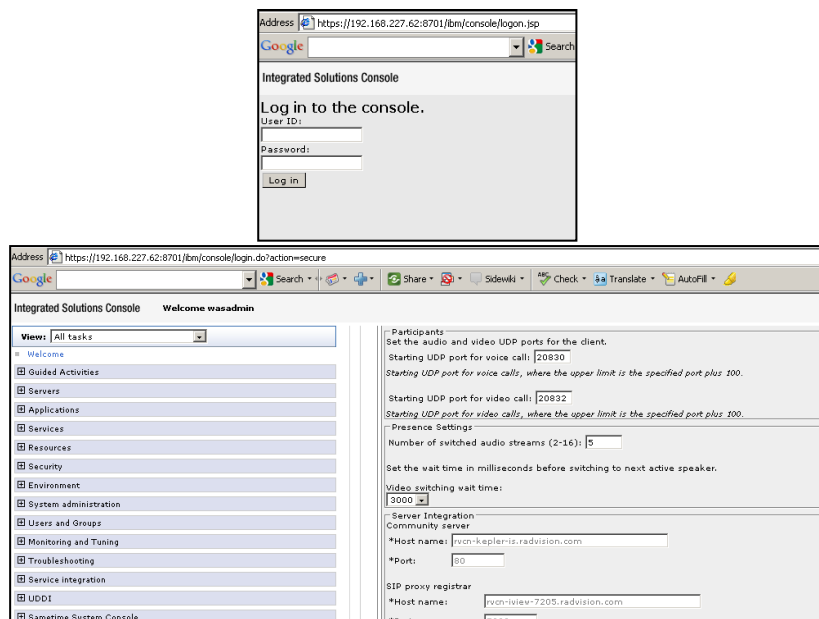 Address https://192.168.227.62:8701/ibm/console/logon.jsp
Google Search
Integrated Solutions Console
Log in to the console.
User ID:
Password:
Log in
Address https://192.168.227.62:8701/ibm/console/login.do?action=secure
Google Search Share Sidewiki Check Translate AutoFill
Integrated Solutions Console Welcome wasadmin
View: All tasks
Welcome
Guided Activities
Servers
Applications
Services
Resources
Security
Environment
System administration
Users and Groups
Monitoring and Tuning
Troubleshooting
Service integration
UDDI
Sametime System Console
Participants
Set the audio and video UDP ports for the client.
Starting UDP port for voice call: 20830
Starting UDP port for voice calls, where the upper limit is the specified port plus 100.
Starting UDP port for video call: 20832
Starting UDP port for video calls, where the upper limit is the specified port plus 100.
Presence Settings
Number of switched audio streams (2-16): 5
Set the wait time in milliseconds before switching to next active speaker.
Video switching wait time:
3000
Server Integration
Community server
*Host name: rvcn-kepler-is.radvision.com
*Port: 80
SIP proxy registrar
*Host name: rvcn-iview-7205.radvision.com